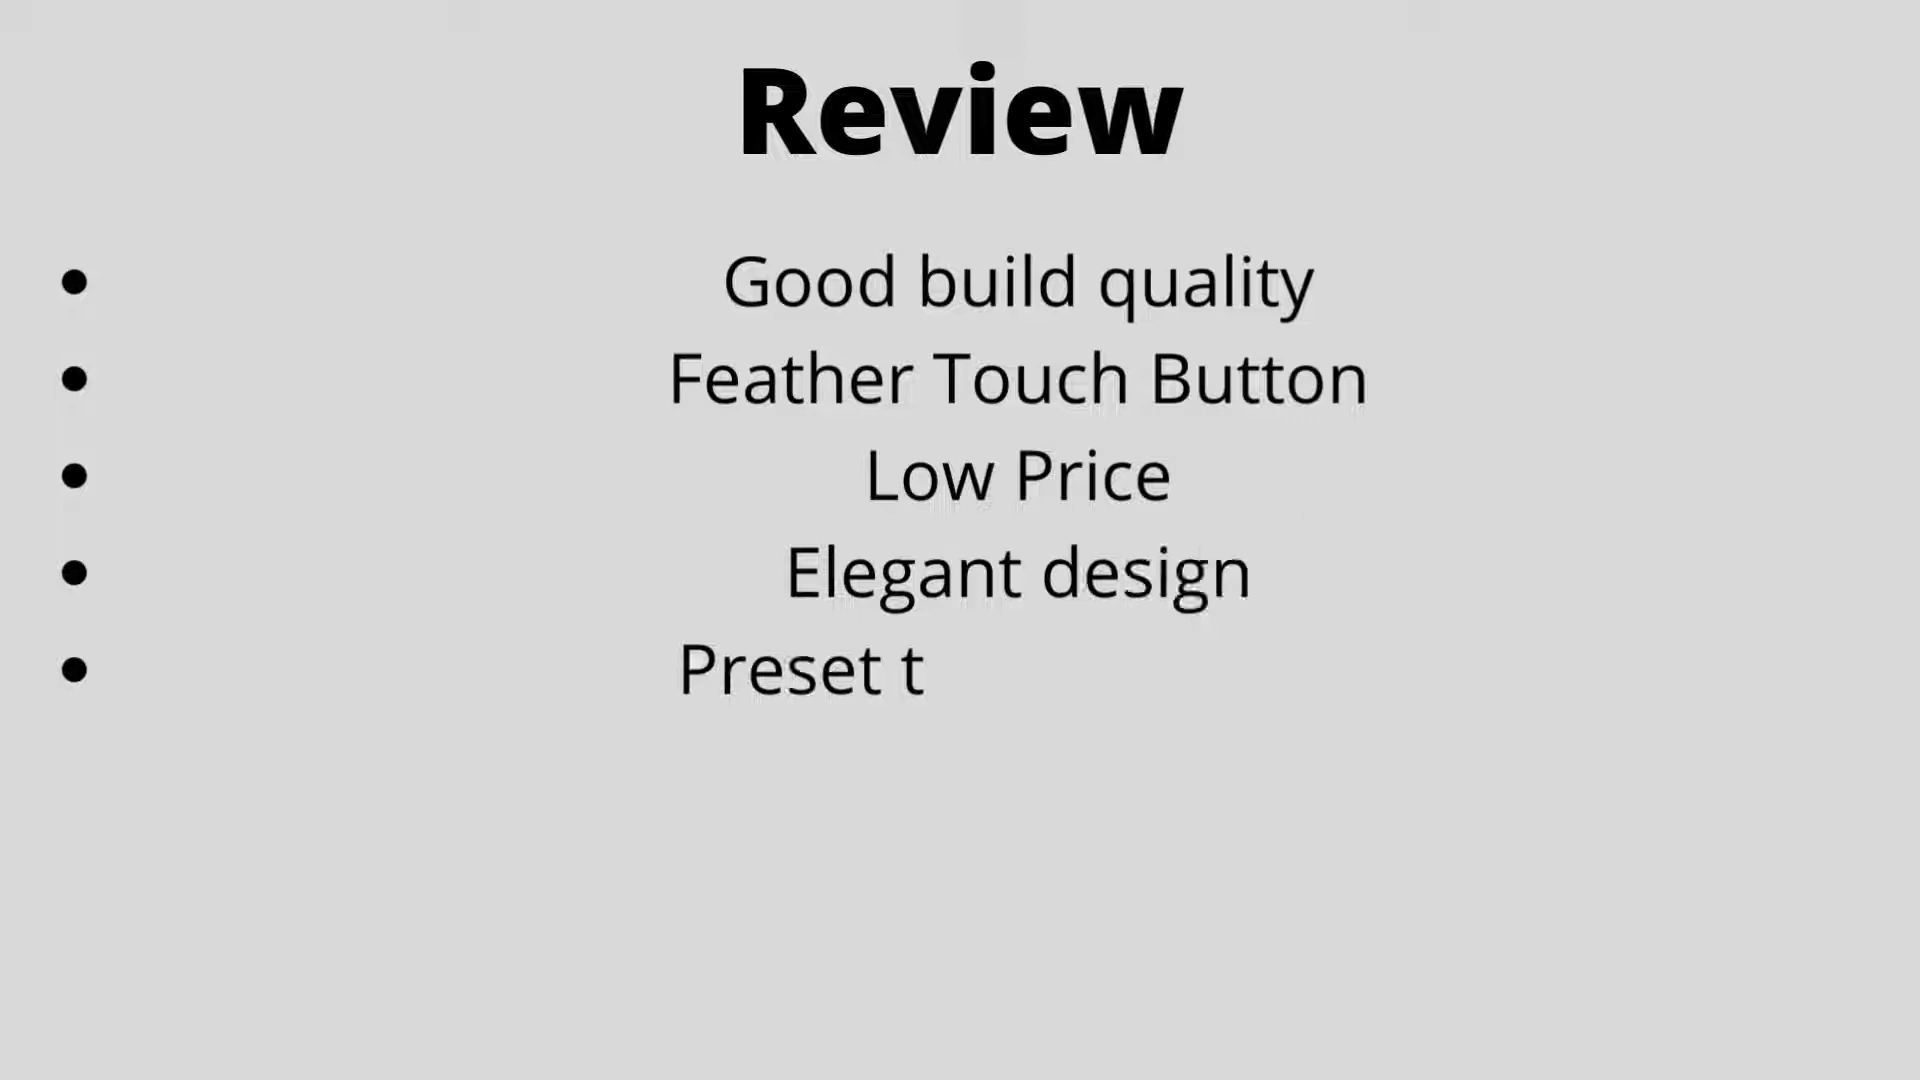 Review
• Good build quality
• Feather Touch Button
• Low Price
• Elegant design
• Preset t